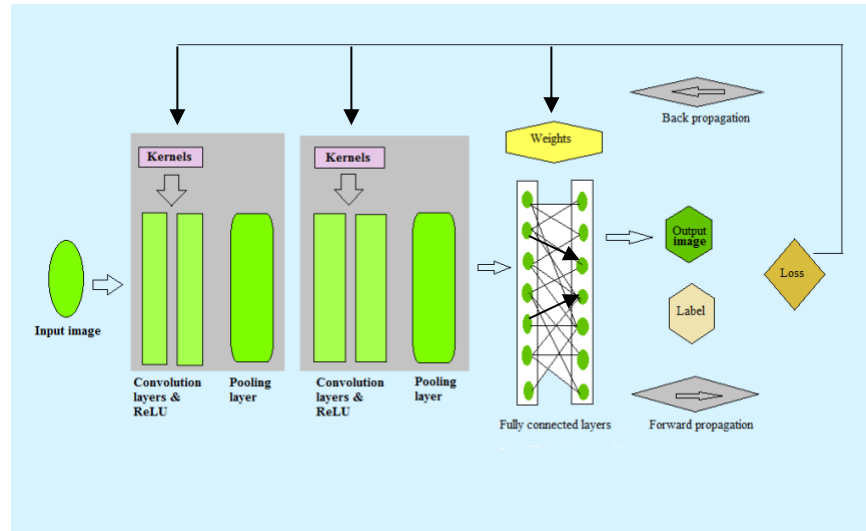 Back propagation
Weights
Kernels
Kernels
Input image
Output
image
Loss
Label
Convolution
layers &
ReLU
Pooling
layer
Convolution
layers &
ReLU
Pooling
layer
Fully connected layers
Forward propagation